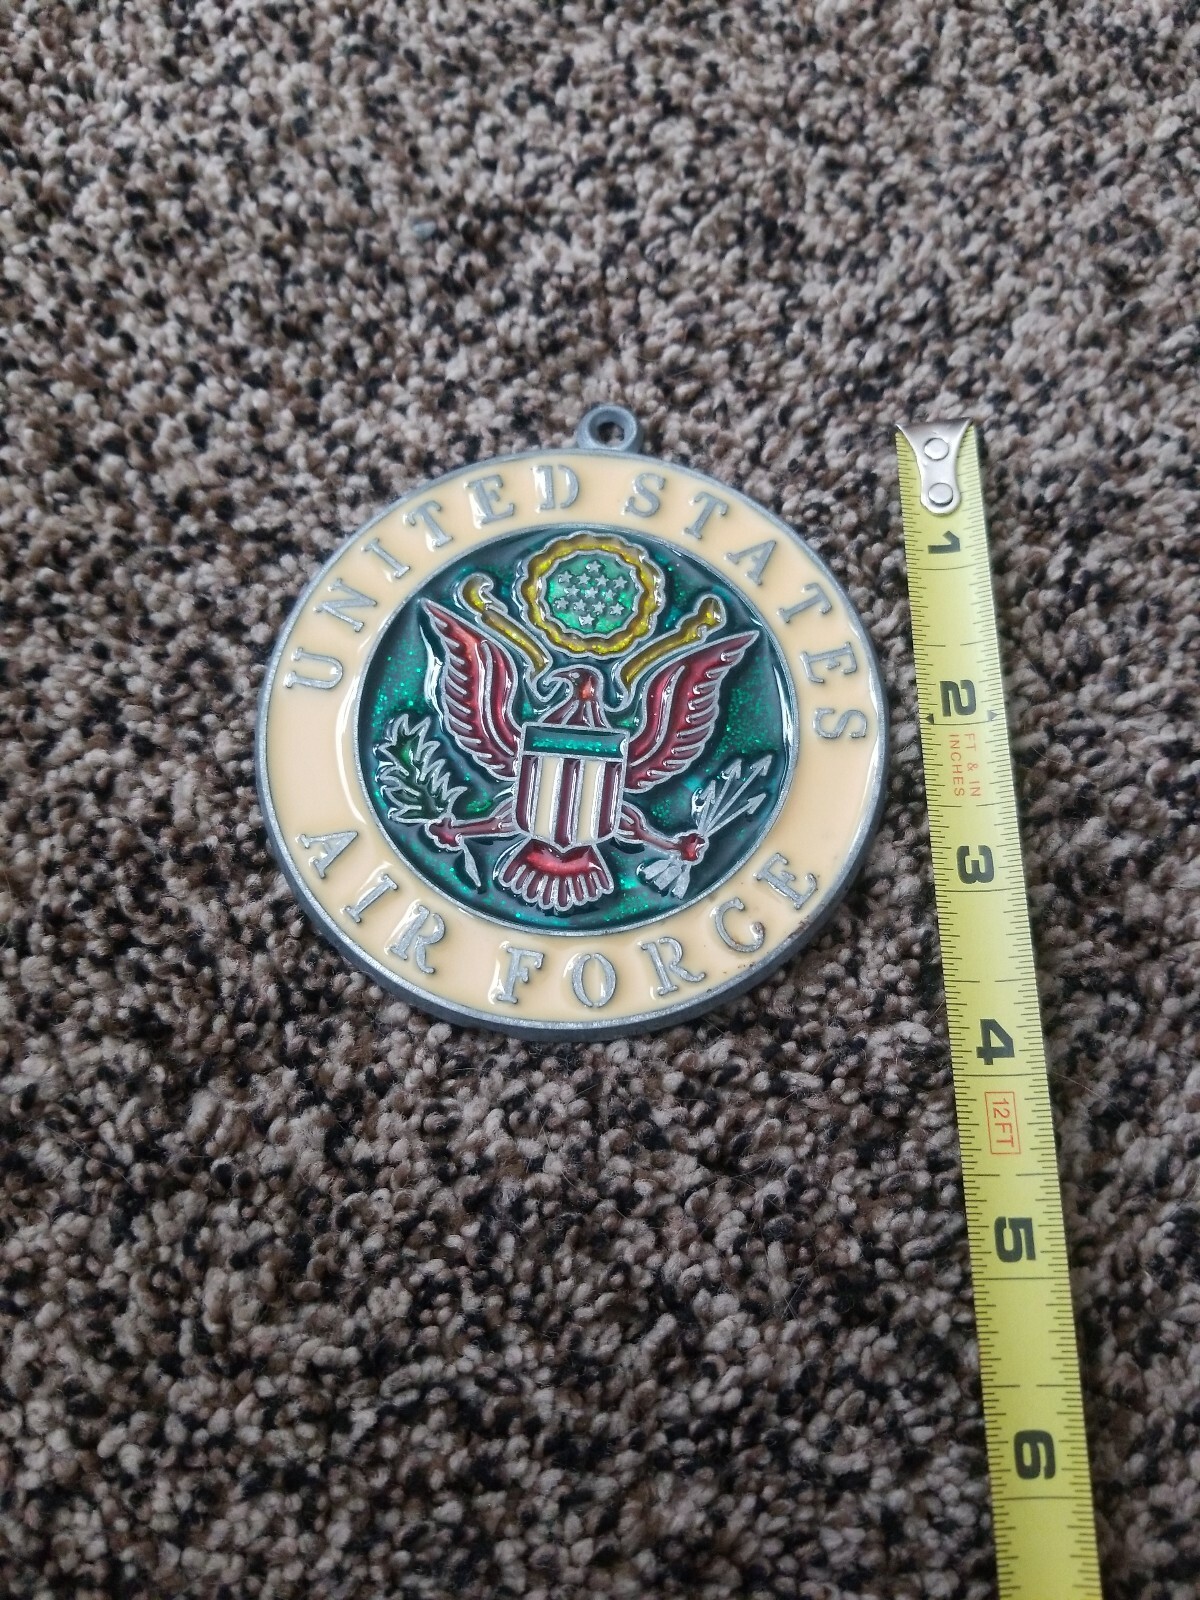 UNITED STATES
AIR FORCE
1
2
FT & IN
INCHES
3
4
12FT
5
6